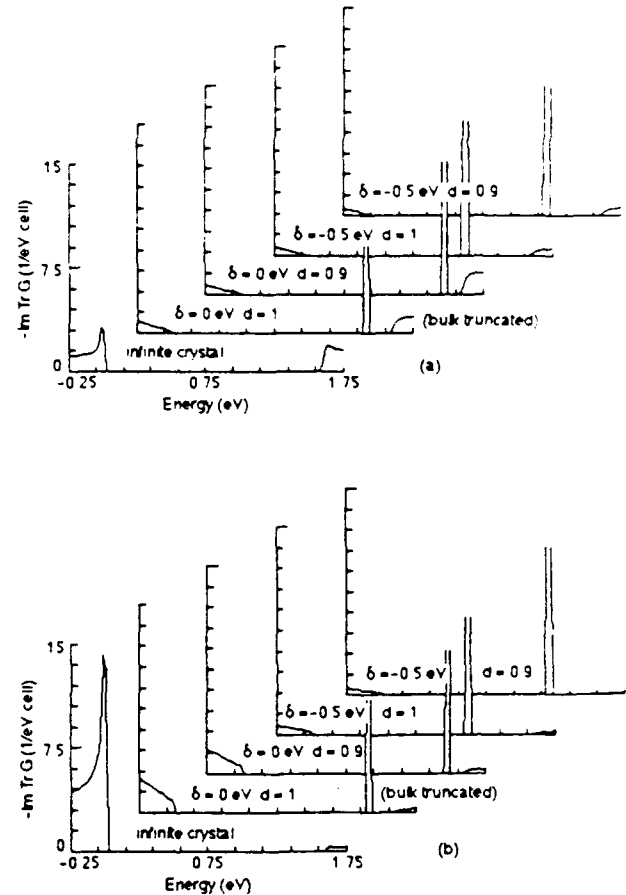 δ=-0.5 eV d=0.9
15
δ=-0.5 eV d=1
-Im Tr G (1/eV cell)
δ=0 eV d=0.9
7.5
δ=0 eV d=1
(bulk truncated)
infinite crystal
0
(a)
-0.25 0.75 1.75
Energy (eV)
15
δ=-0.5 eV d=0.9
-Im Tr G (1/eV cell)
δ=-0.5 eV d=1
7.5
δ=0 eV d=0.9
δ=0 eV d=1
(bulk truncated)
infinite crystal
0
(b)
-0.25 0.75 1.75
Energy (eV)